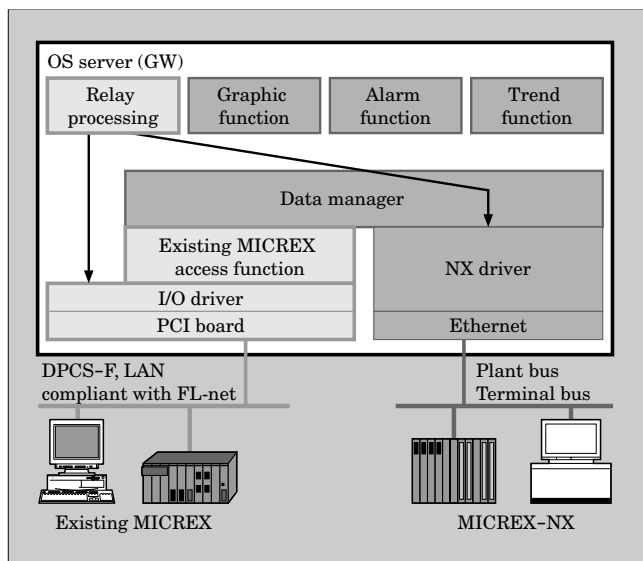 OS server (GW)
Relay
processing
Graphic
function
Alarm
function
Trend
function
Data manager
Existing MICREX
access function
NX driver
I/O driver
PCI board
Ethernet
DPCS-F, LAN
compliant with FL-net
Plant bus
Terminal bus
Existing MICREX
MICREX-NX